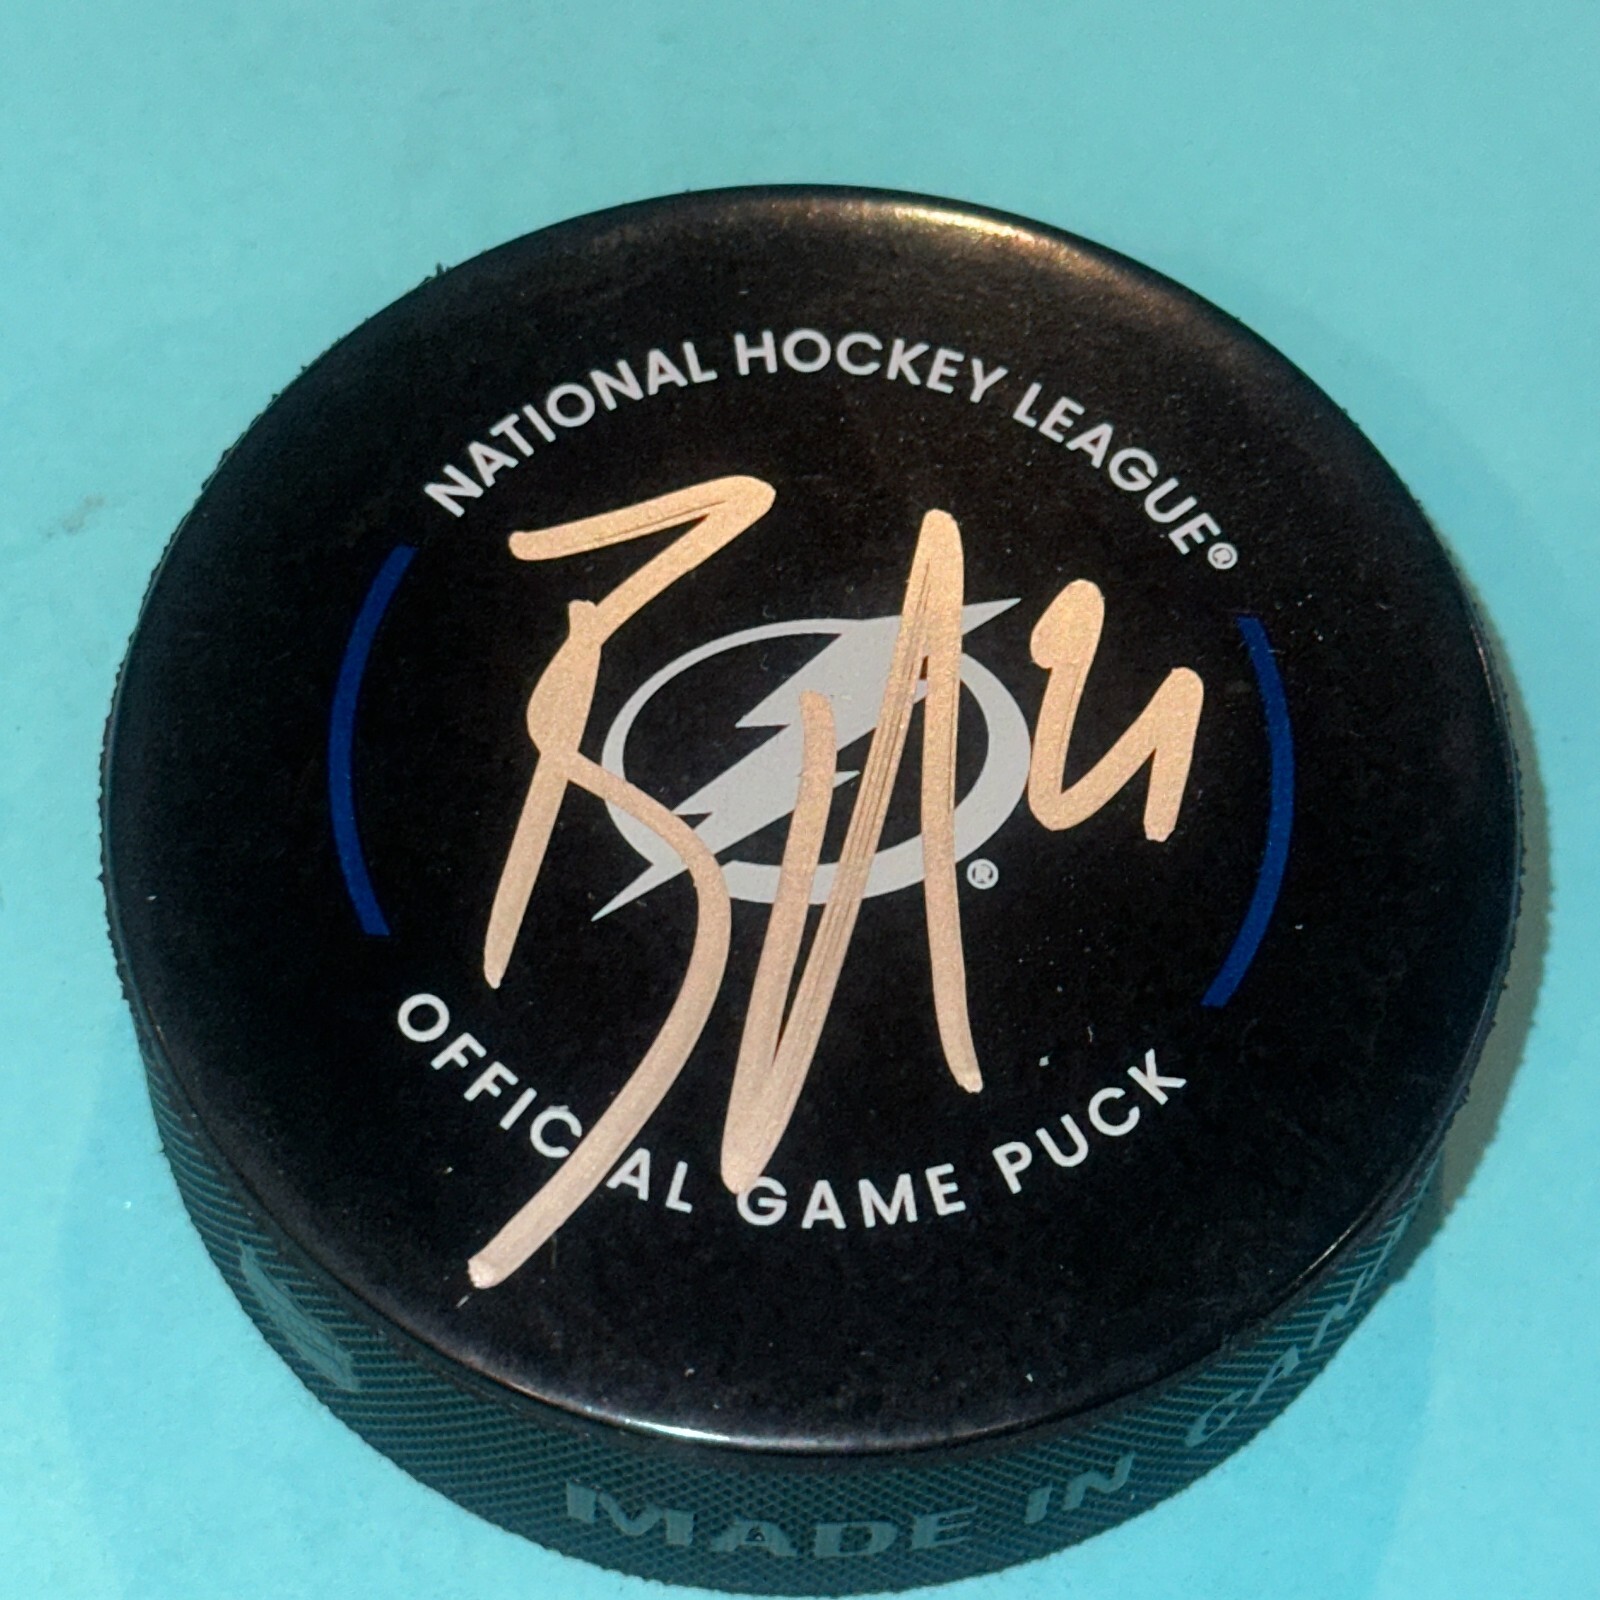 NATIONAL HOCKEY LEAGUE®
®
OFFICIAL GAME PUCK
MADE IN